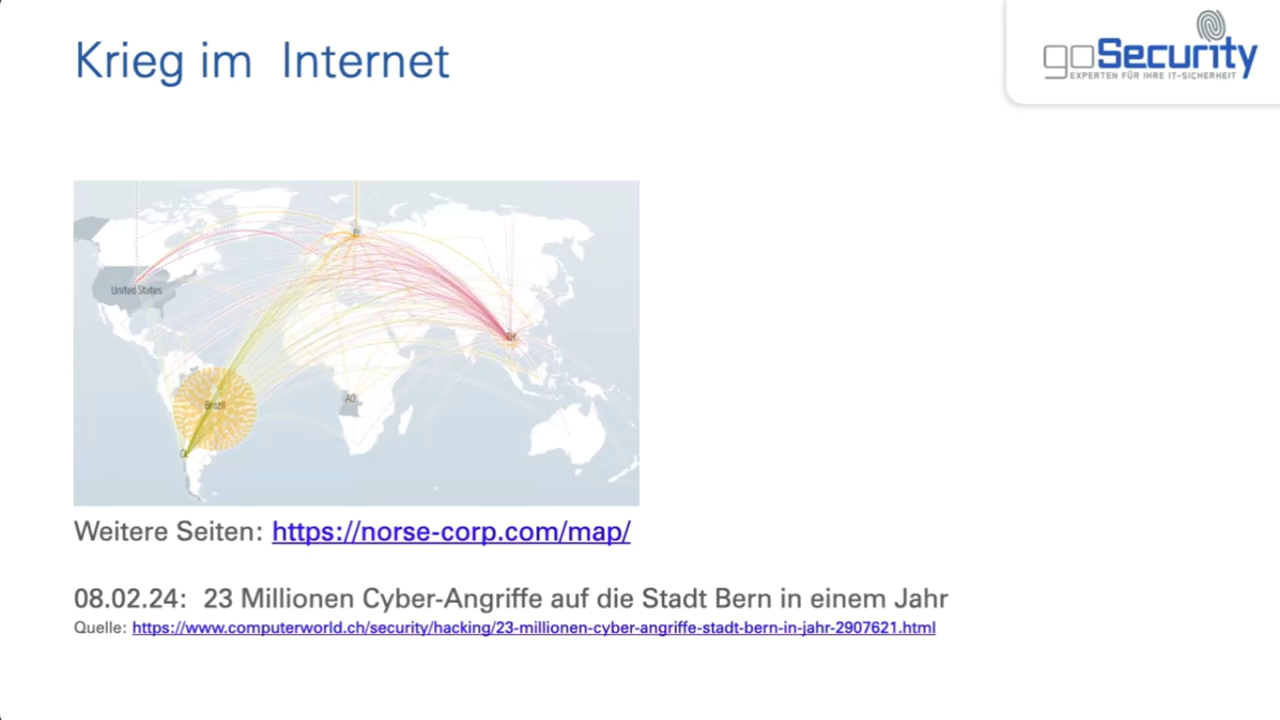 Krieg im Internet
goSecurity
EXPERTEN FÜR IHRE IT-SICHERHEIT
United States
Brazil
AO
Weitere Seiten: https://norse-corp.com/map/
08.02.24: 23 Millionen Cyber-Angriffe auf die Stadt Bern in einem Jahr
Quelle: https://www.computerworld.ch/security/hacking/23-millionen-cyber-angriffe-stadt-bern-in-jahr-2907621.html